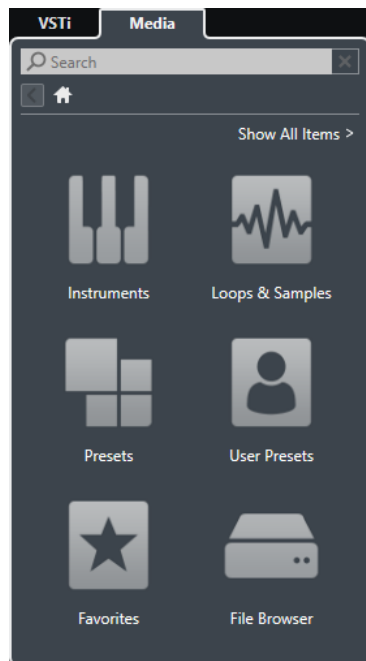 VSTi Media
Search
Show All Items >
Instruments Loops & Samples
Presets User Presets
Favorites File Browser